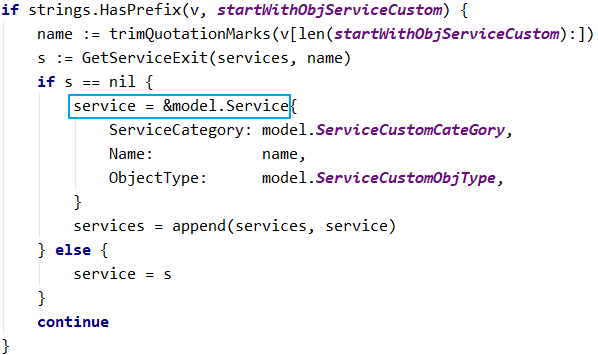 if strings.HasPrefix(v, startWithObjServiceCustom) {
    name := trimQuotationMarks(v[len(startWithObjServiceCustom):])
    s := GetServiceExit(services, name)
    if s == nil {
        service = &model.Service{
            ServiceCategory: model.ServiceCustomCateGory,
            Name:            name,
            ObjectType:      model.ServiceCustomObjType,
        }
        services = append(services, service)
    } else {
        service = s
    }
    continue
}